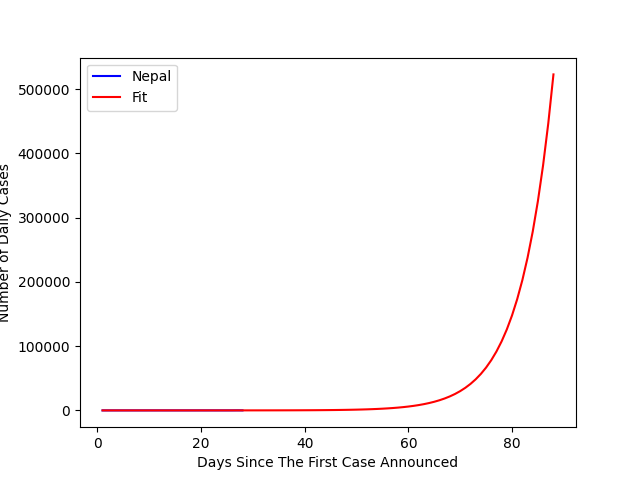 Nepal
Fit
500000
400000
300000
200000
100000
0
Number of Daily Cases
0 20 40 60 80
Days Since The First Case Announced